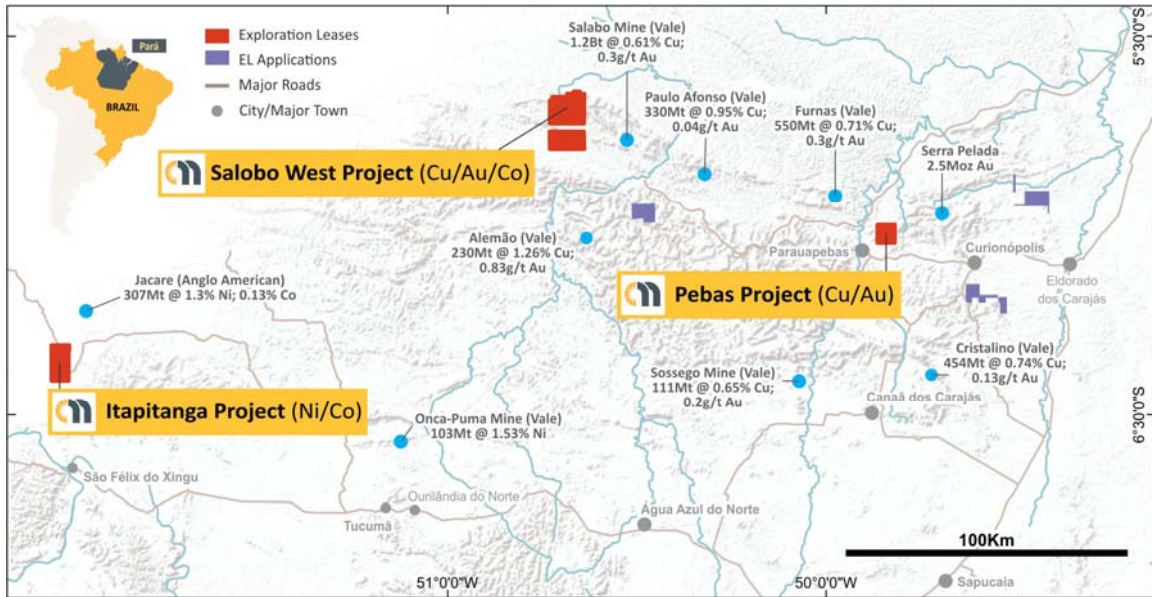 Pará
BRAZIL
Exploration Leases
EL Applications
Major Roads
City/Major Town
Salabo Mine (Vale)
1.2Bt @ 0.61% Cu;
0.3g/t Au
Paulo Afonso (Vale)
330Mt @ 0.95% Cu;
0.04g/t Au
Furnas (Vale)
550Mt @ 0.71% Cu;
0.3g/t Au
Serra Pelada
2.5Moz Au
5°30'0"S
Salobo West Project (Cu/Au/Co)
Alemão (Vale)
230Mt @ 1.26% Cu;
0.83g/t Au
Parauapebas
Curionópolis
Eldorado
dos Carajás
Jacare (Anglo American)
307Mt @ 1.3% Ni; 0.13% Co
Pebas Project (Cu/Au)
Itapitanga Project (Ni/Co)
Sossego Mine (Vale)
111Mt @ 0.65% Cu;
0.2g/t Au
Cristalino (Vale)
454Mt @ 0.74% Cu;
0.13g/t Au
Canaã dos Carajás
6°30'0"S
Onca-Puma Mine (Vale)
103Mt @ 1.53% Ni
São Félix do Xingu
Tucumã
Ourilândia do Norte
Água Azul do Norte
100Km
51°0'0"W
50°0'0"W
Sapucaia